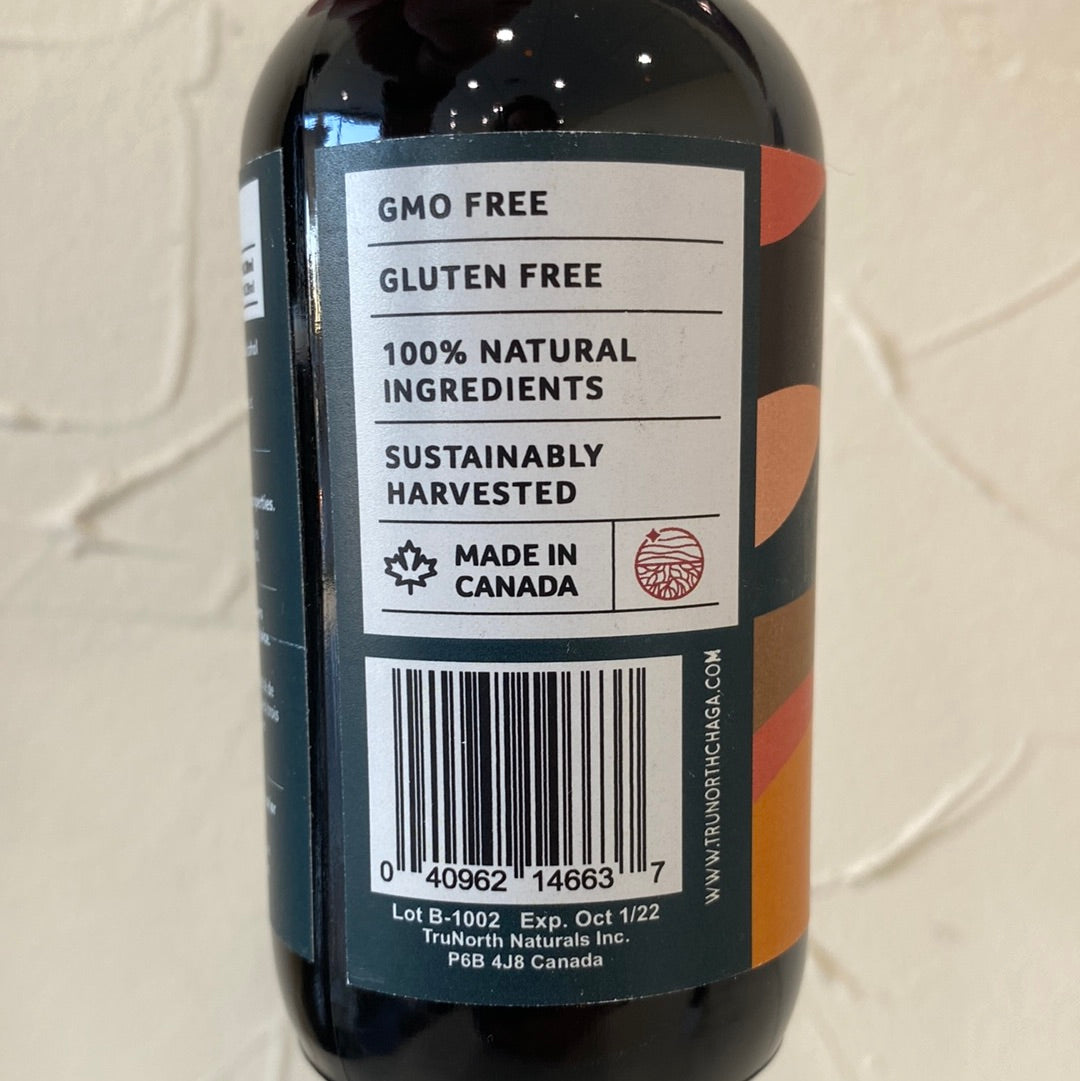 GMO FREE
GLUTEN FREE
100% NATURAL
INGREDIENTS
SUSTAINABLY
HARVESTED
MADE IN
CANADA
WWW.TRUNORTHCHAGA.COM
0 40962 14663 7
Lot B-1002 Exp. Oct 1/22
TruNorth Naturals Inc.
P6B 4J8 Canada